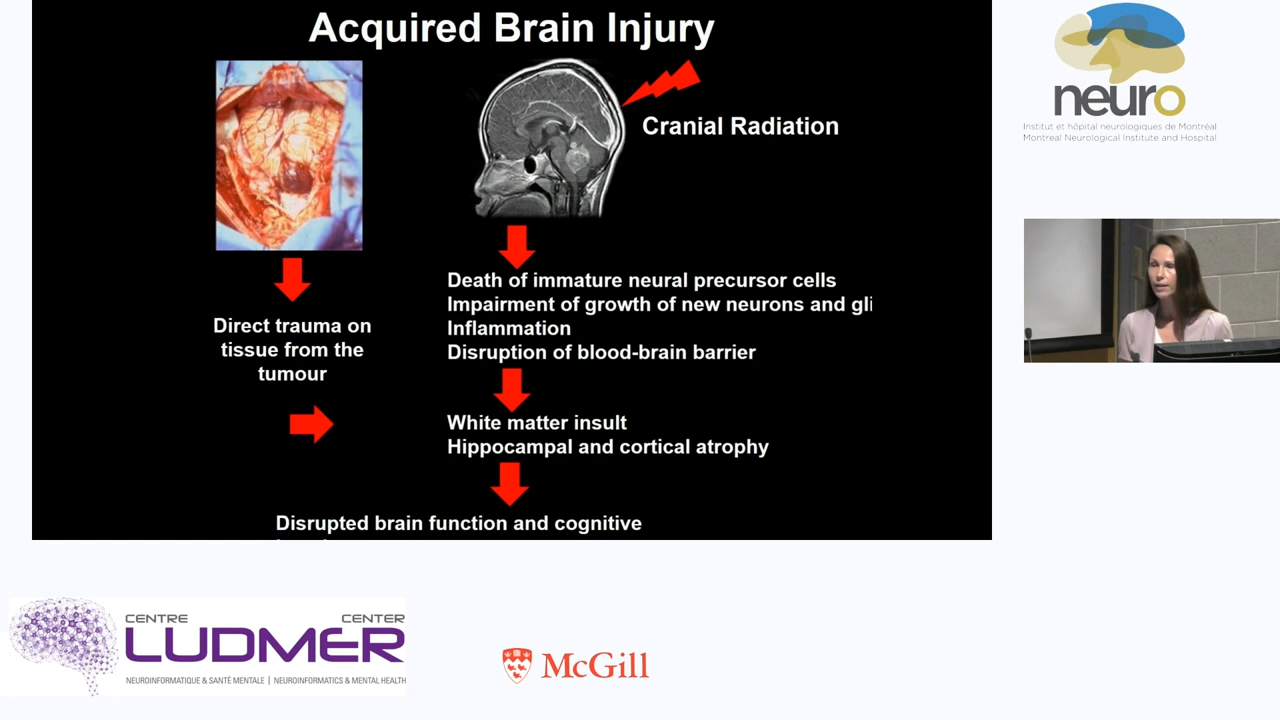 Acquired Brain Injury
Cranial Radiation
Direct trauma on
tissue from the
tumour
Death of immature neural precursor cells
Impairment of growth of new neurons and gli
Inflammation
Disruption of blood-brain barrier
White matter insult
Hippocampal and cortical atrophy
Disrupted brain function and cognitive
neuro
Institut et hôpital neurologiques de Montréal
Montreal Neurological Institute and Hospital
CENTRE CENTER
LUDMER
NEUROINFORMATIQUE & SANTÉ MENTALE | NEUROINFORMATICS & MENTAL HEALTH
McGill